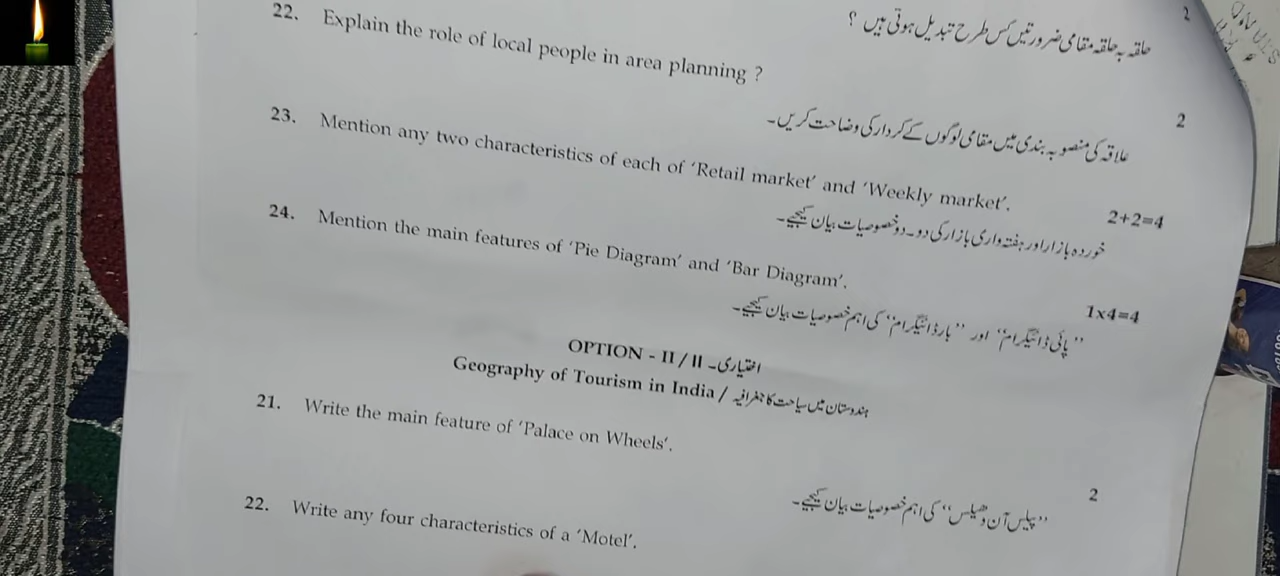 حلقہ بہ حلقہ مقامی ضرورتیں کس طرح تبدیل ہوتی ہیں ؟
2
22. Explain the role of local people in area planning ?
علاقہ کی منصوبہ بندی میں مقامی لوگوں کے کردار کی وضاحت کریں۔
2
23. Mention any two characteristics of each of ‘Retail market’ and ‘Weekly market’.
2+2=4
خوردہ بازار اور ہفتہ واری بازار کی دو۔دو خصوصیات بیان کیجیے۔
24. Mention the main features of ‘Pie Diagram’ and ‘Bar Diagram’.
1x4=4
’’پائی ڈائیگرام‘‘ اور ’’بار ڈائیگرام‘‘ کی اہم خصوصیات بیان کیجیے۔
OPTION - II / II ۔اختیاری
Geography of Tourism in India / ہندوستان میں سیاحت کا جغرافیہ
21. Write the main feature of ‘Palace on Wheels’.
2
’’پیلیس آن وھیلس‘‘ کی اہم خصوصیات بیان کیجیے۔
22. Write any four characteristics of a ‘Motel’.